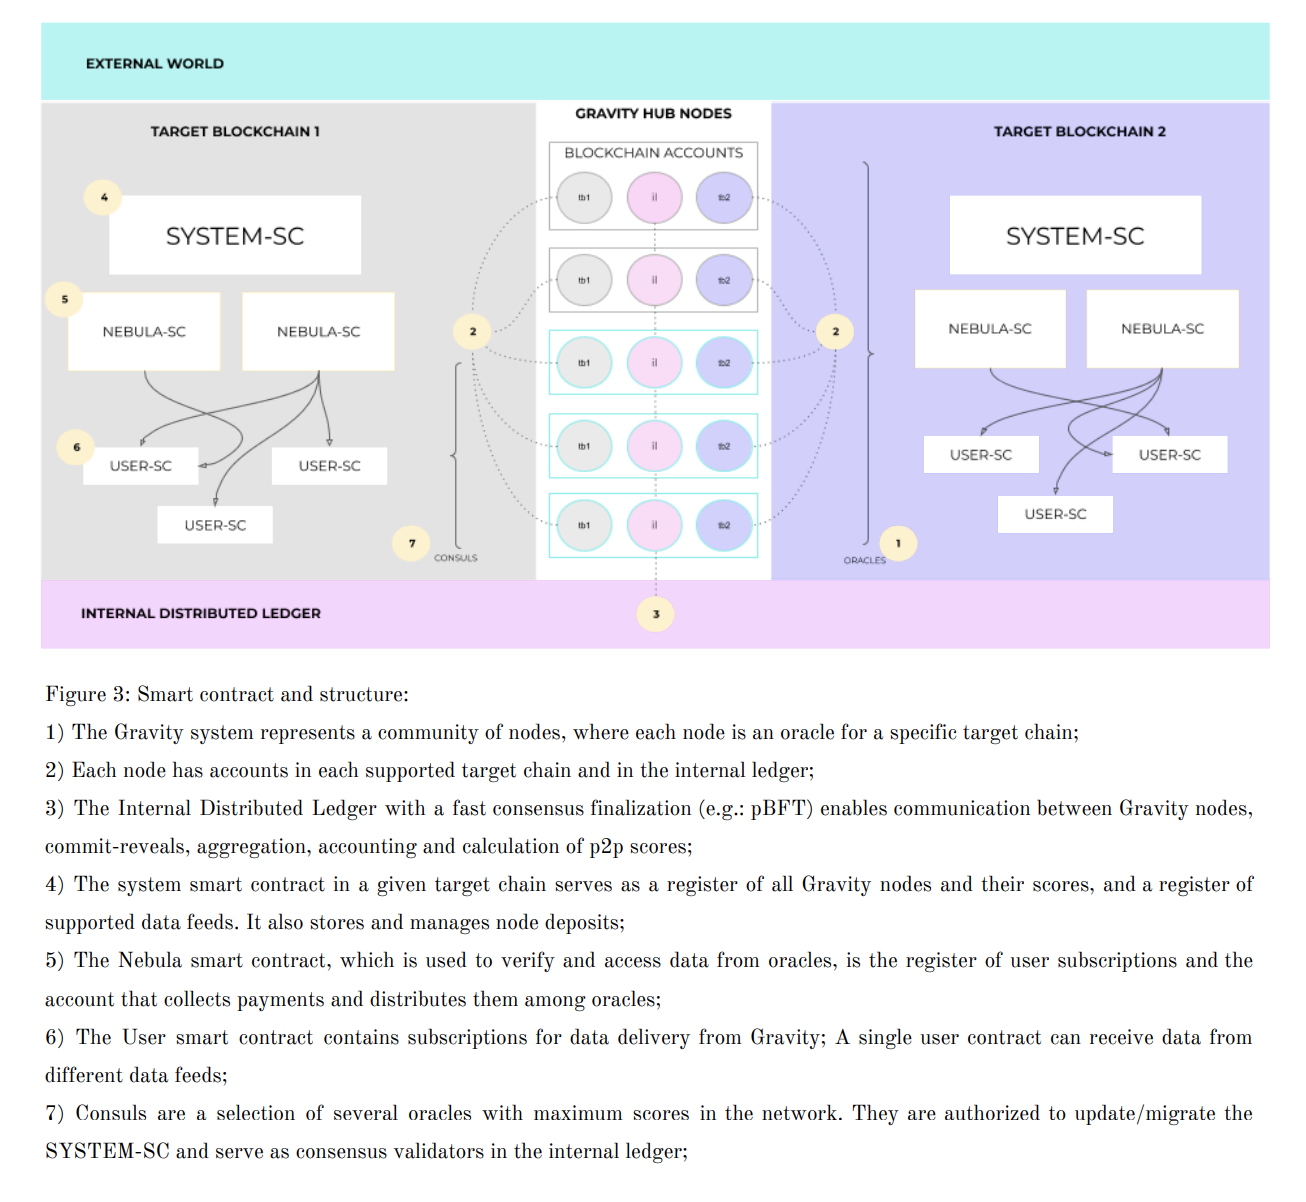 EXTERNAL WORLD
TARGET BLOCKCHAIN 1
GRAVITY HUB NODES
TARGET BLOCKCHAIN 2
BLOCKCHAIN ACCOUNTS
4
tb1 il tb2
SYSTEM-SC
SYSTEM-SC
tb1 il tb2
5
NEBULA-SC
NEBULA-SC
2
2
NEBULA-SC
NEBULA-SC
tb1 il tb2
6
USER-SC
USER-SC
tb1 il tb2
USER-SC
USER-SC
USER-SC
USER-SC
tb1 il tb2
7
CONSULS
ORACLES
1
INTERNAL DISTRIBUTED LEDGER
3
Figure 3: Smart contract and structure:
1) The Gravity system represents a community of nodes, where each node is an oracle for a specific target chain;
2) Each node has accounts in each supported target chain and in the internal ledger;
3) The Internal Distributed Ledger with a fast consensus finalization (e.g.: pBFT) enables communication between Gravity nodes,
commit-reveals, aggregation, accounting and calculation of p2p scores;
4) The system smart contract in a given target chain serves as a register of all Gravity nodes and their scores, and a register of
supported data feeds. It also stores and manages node deposits;
5) The Nebula smart contract, which is used to verify and access data from oracles, is the register of user subscriptions and the
account that collects payments and distributes them among oracles;
6) The User smart contract contains subscriptions for data delivery from Gravity; A single user contract can receive data from
different data feeds;
7) Consuls are a selection of several oracles with maximum scores in the network. They are authorized to update/migrate the
SYSTEM-SC and serve as consensus validators in the internal ledger;